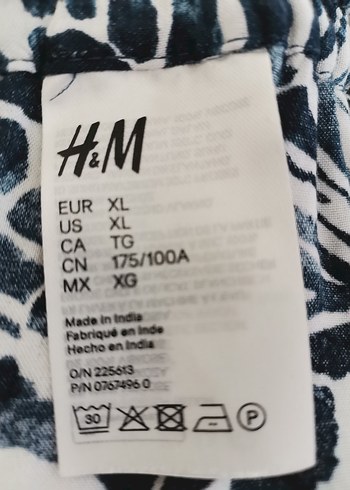 H&M
EUR XL
US XL
CA TG
CN 175/100A
MX XG
Made in India
Fabriqué en Inde
Hecho en India
O/N 225613
P/N 0767496 0
30
P